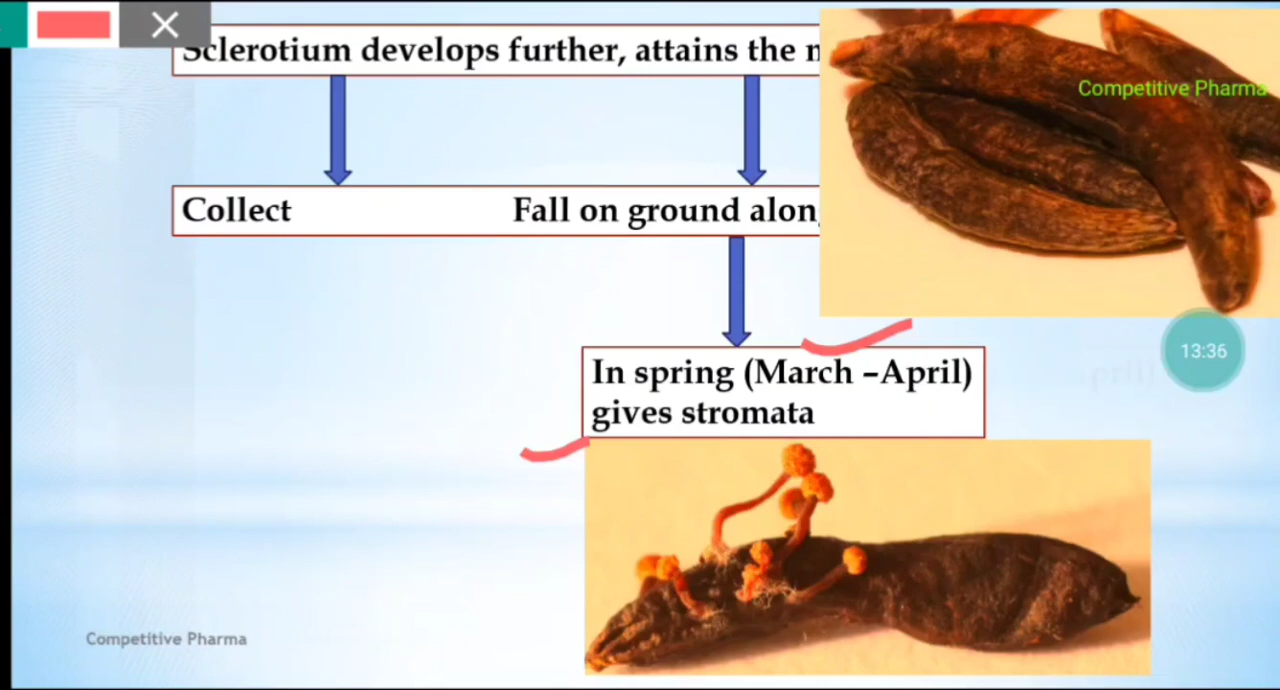 Sclerotium develops further, attains the
Competitive Pharma
Collect
Fall on ground
In spring (March –April)
gives stromata
13:36
Competitive Pharma